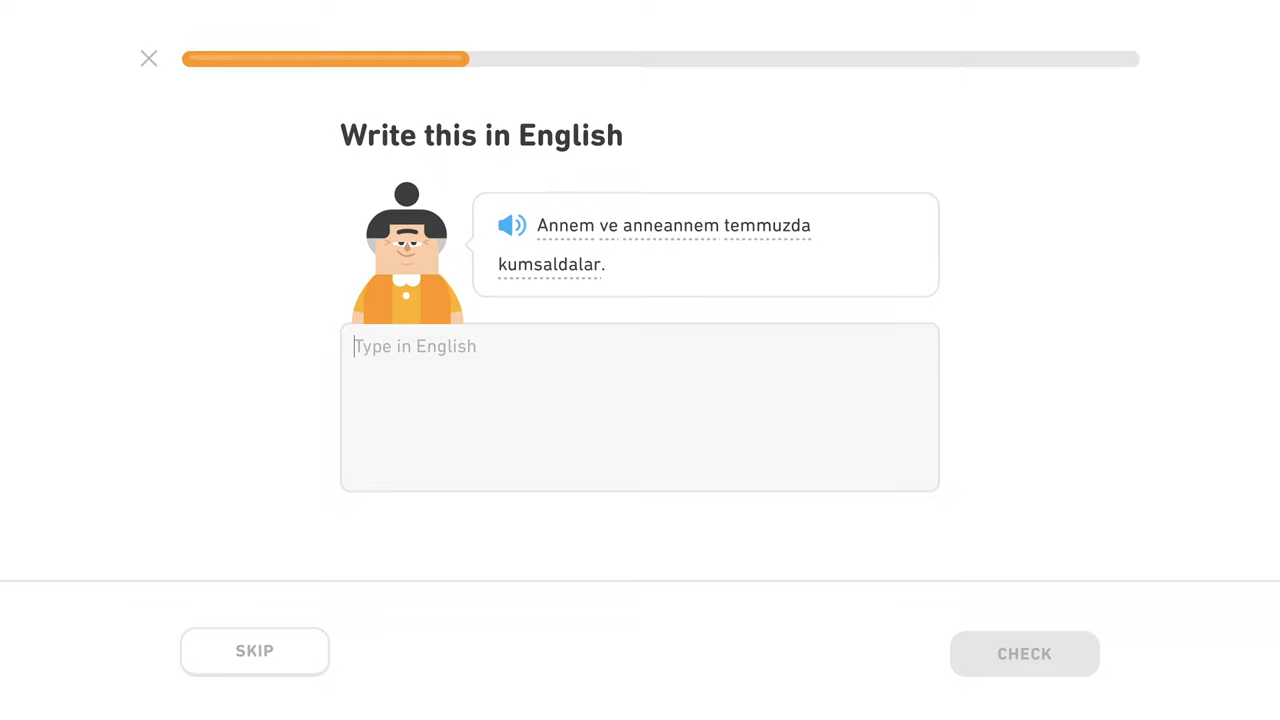 Write this in English
Annem ve anneannem temmuzda
kumsaldalar.
Type in English
SKIP
CHECK